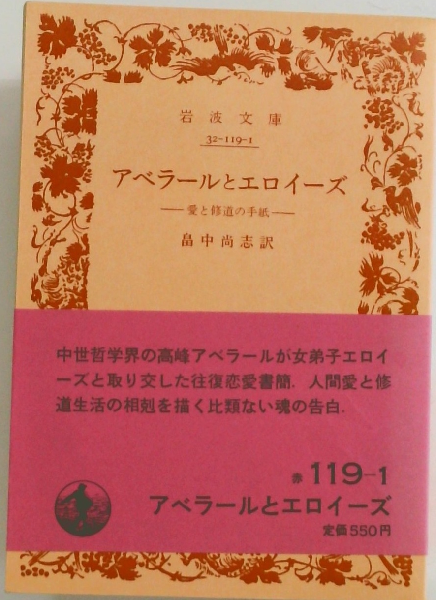 岩波文庫
32-119-1
アベラールとエロイーズ
―愛と修道の手紙―
畠中尚志訳
中世哲学界の高峰アベラールが女弟子エロイ
ーズと取り交した往復恋愛書簡．人間愛と修
道生活の相剋を描く比類ない魂の告白．
赤 119-1
アベラールとエロイーズ
定価550円